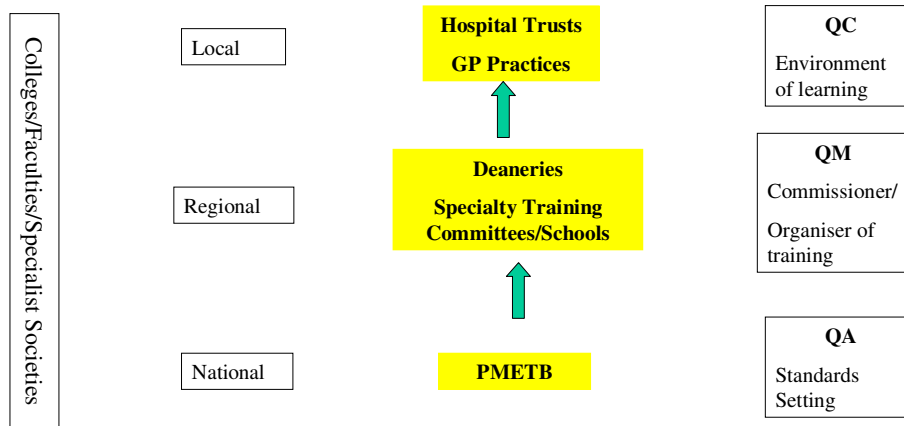 Colleges/Faculties/Specialist Societies
Local
Hospital Trusts
GP Practices
QC
Environment
of learning
Regional
Deaneries
Specialty Training
Committees/Schools
QM
Commissioner/
Organiser of
training
National
PMETB
QA
Standards
Setting